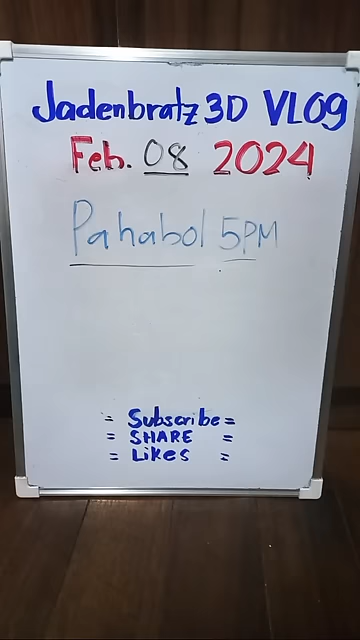 Jadenbratz 3D VLOG
Feb. 08 2024
Pahabol 5PM
= Subscribe =
= SHARE =
= Likes =